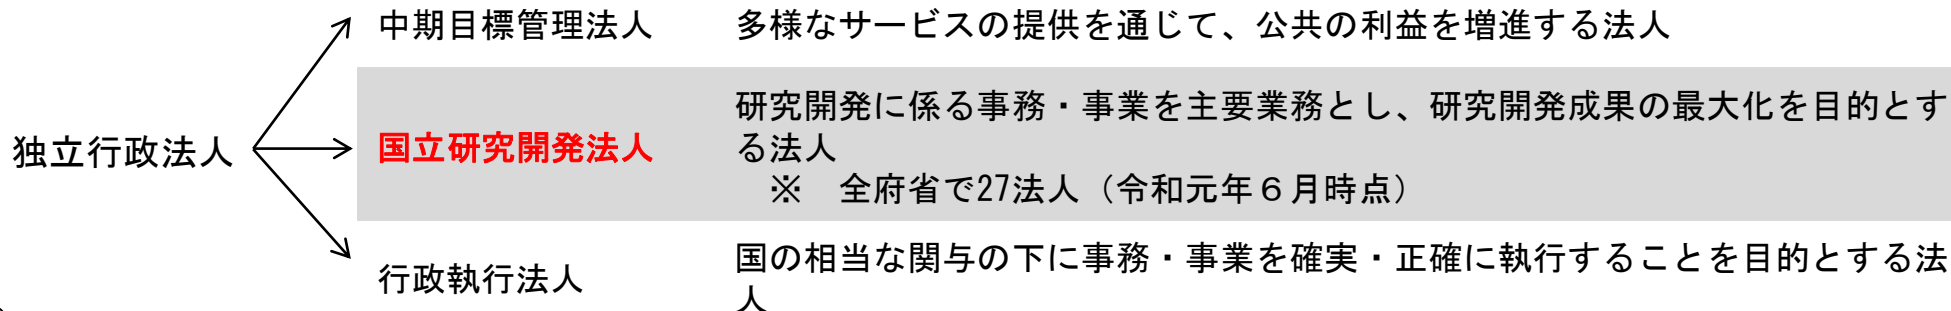 中期目標管理法人 多様なサービスの提供を通じて、公共の利益を増進する法人
独立行政法人
国立研究開発法人
研究開発に係る事務・事業を主要業務とし、研究開発成果の最大化を目的とす
る法人
※ 全府省で27法人（令和元年６月時点）
行政執行法人
国の相当な関与の下に事務・事業を確実・正確に執行することを目的とする法
人